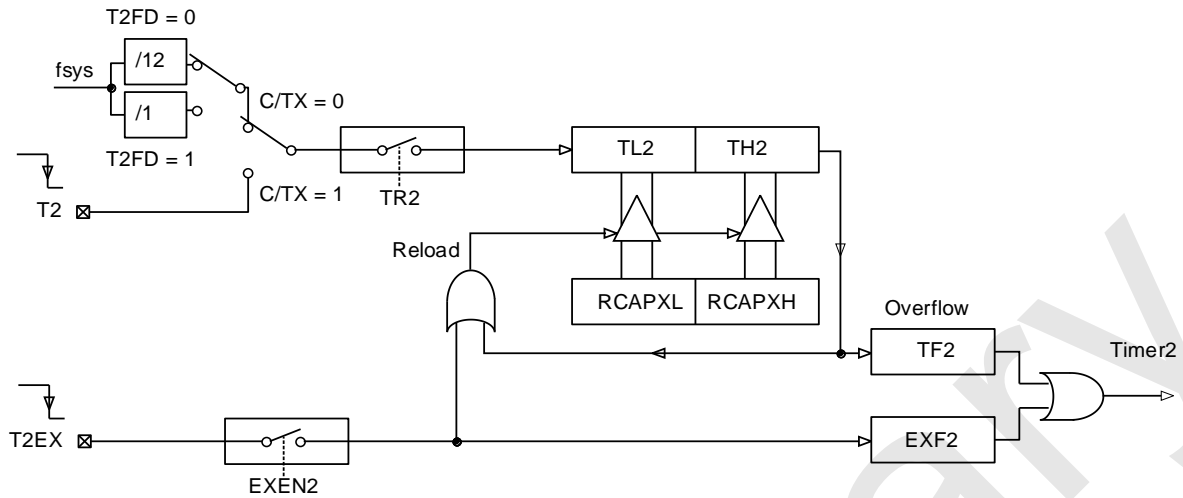 T2FD = 0
/12
fsys
C/TX = 0
/1
T2FD = 1
TL2
TH2
C/TX = 1
TR2
T2
Reload
RCAPXL
RCAPXH
Overflow
TF2
Timer2
T2EX
EXF2
EXEN2
ary